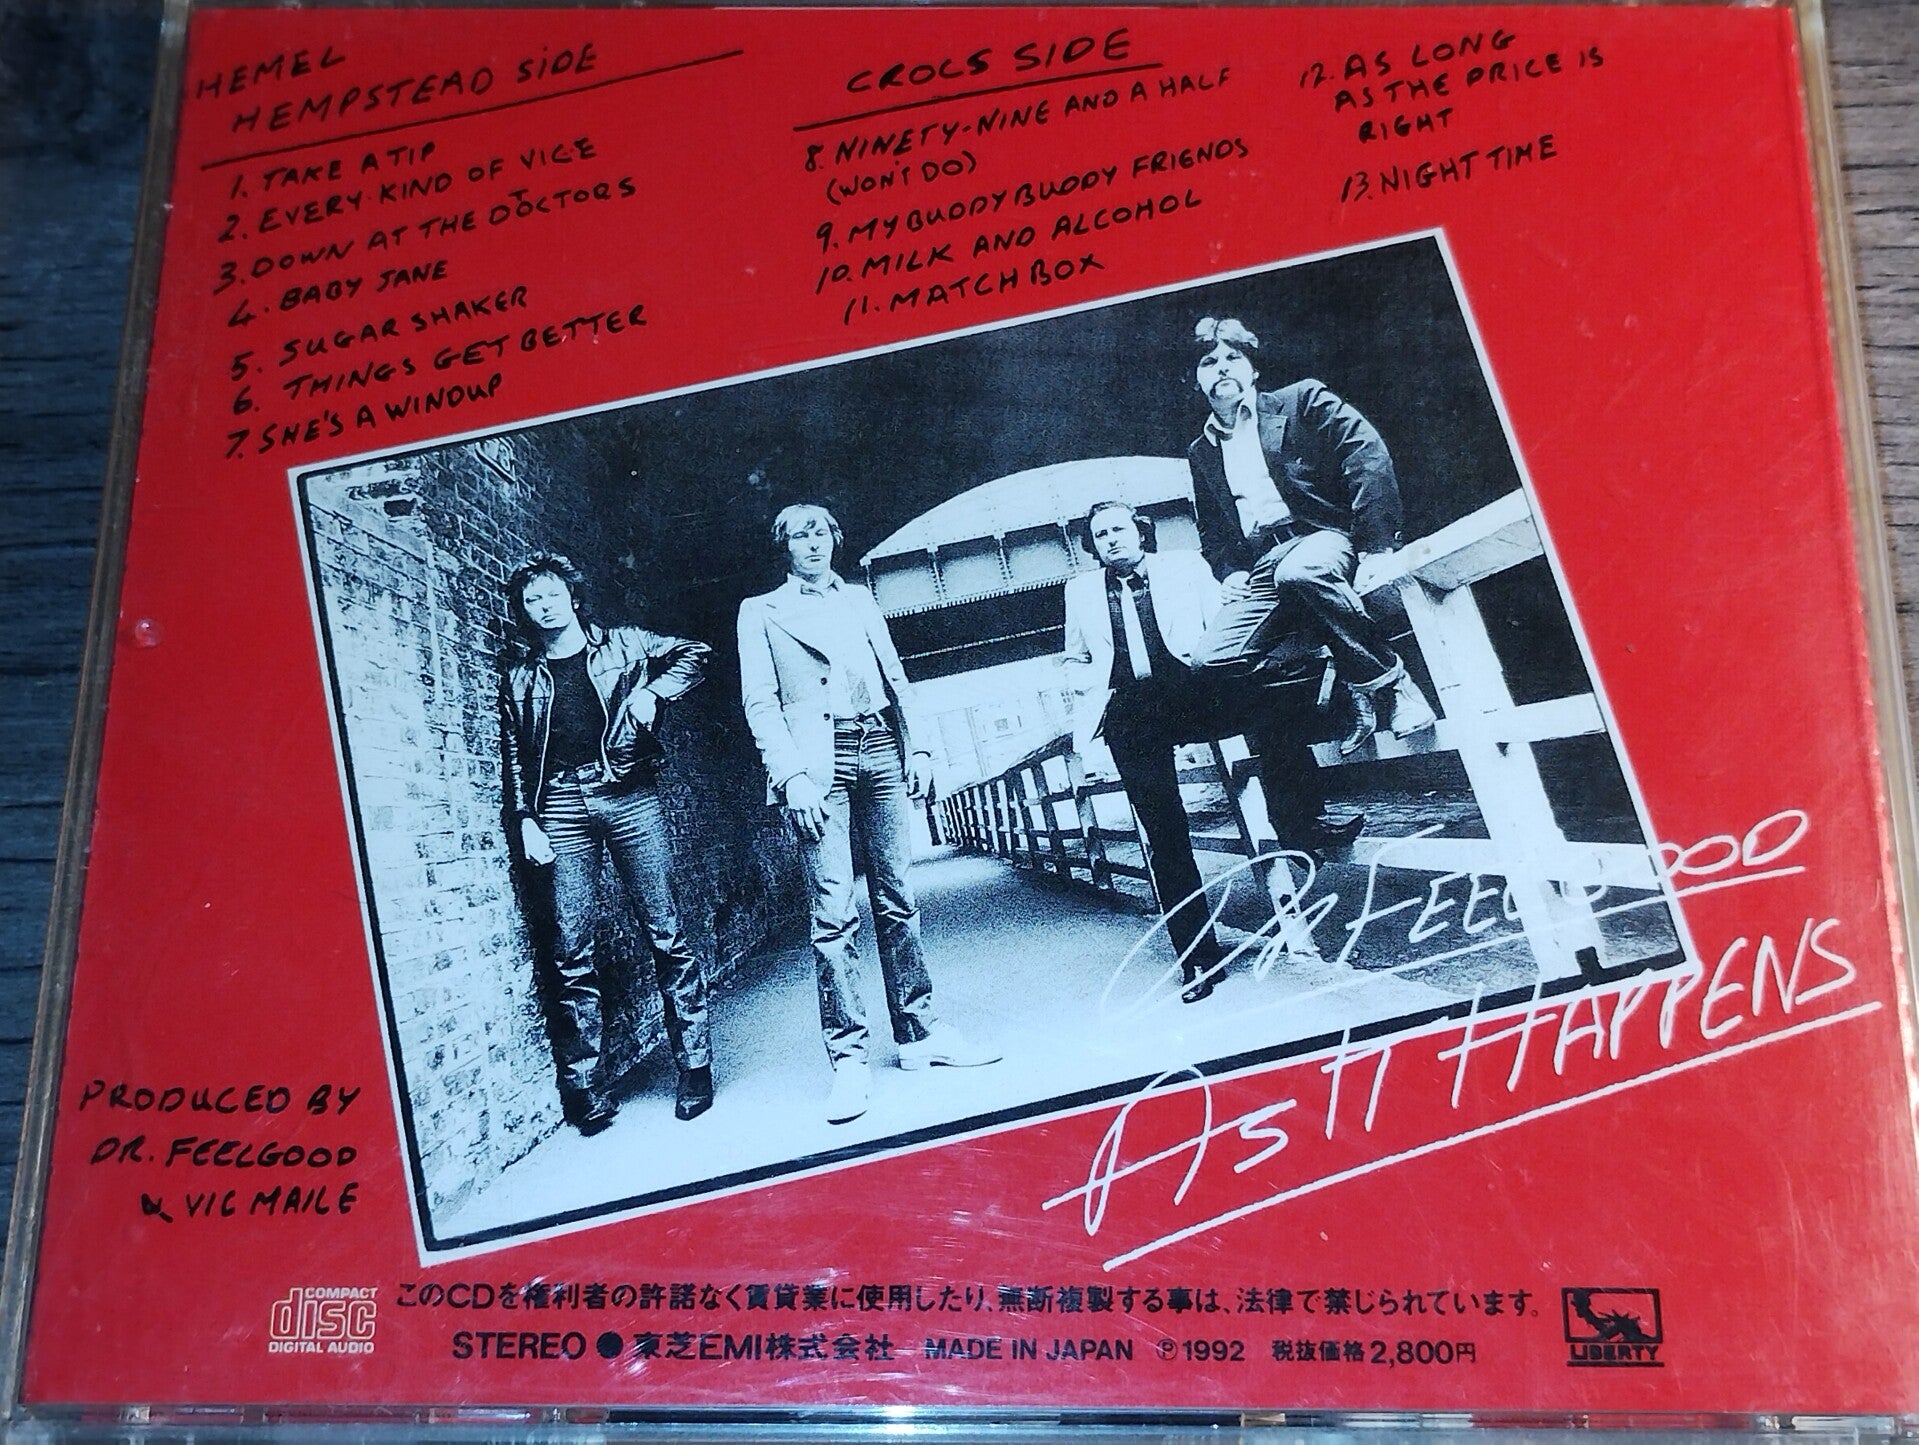 HEMEL
HEMPSTEAD SIDE
1. TAKE A TIP
2. EVERY KIND OF VICE
3. DOWN AT THE DOCTORS
4. BABY JANE
5. SUGAR SHAKER
6. THINGS GET BETTER
7. SHE'S A WINDUP
CROCS SIDE
8. NINETY-NINE AND A HALF
(WON'T DO)
9. MY BUDDY BUDDY FRIENDS
10. MILK AND ALCOHOL
11. MATCHBOX
12. AS LONG
AS THE PRICE IS
RIGHT
13. NIGHT TIME
DR FEELGOOD
AS IT HAPPENS
PRODUCED BY
DR. FEELGOOD
& VIC MAILE
COMPACT
disc
DIGITAL AUDIO
このCDを権利者の許諾なく賃貸業に使用したり、無断複製する事は、法律で禁じられています。
STEREO ● 東芝EMI株式会社 MADE IN JAPAN ℗1992 税抜価格2,800円
LIBERTY